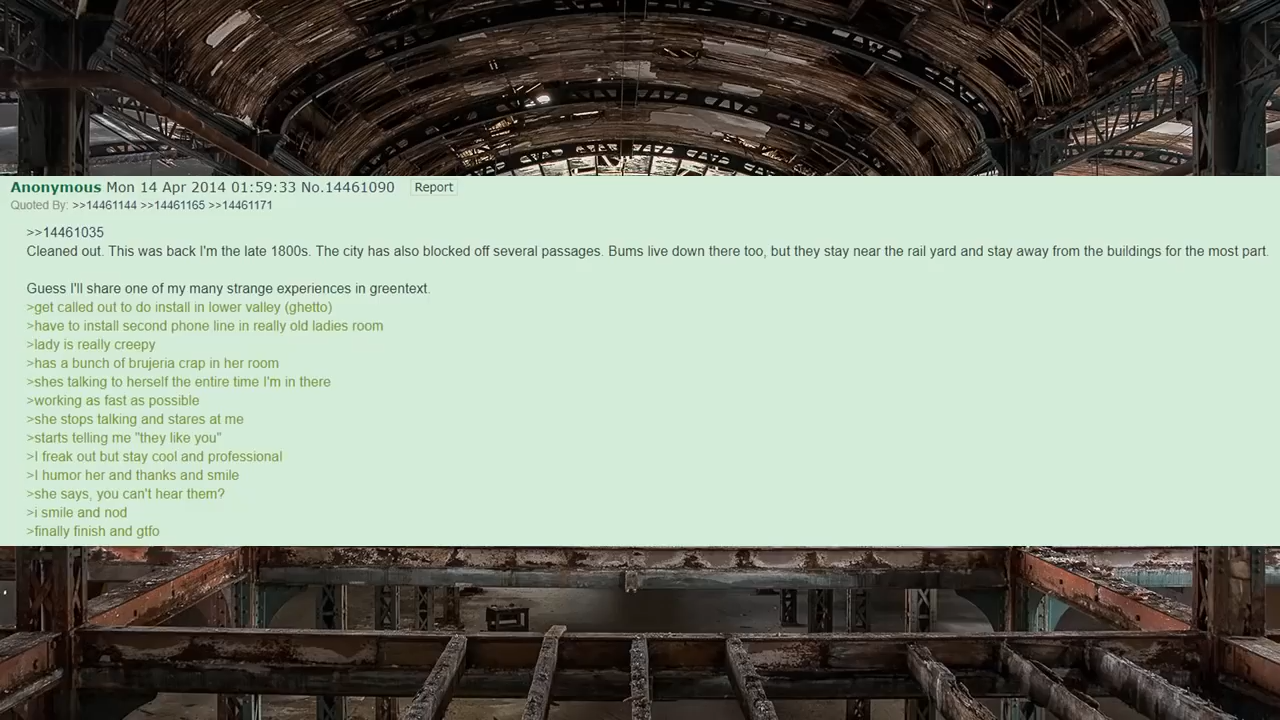 Anonymous Mon 14 Apr 2014 01:59:33 No.14461090 Report
Quoted By: >>14461144 >>14461165 >>14461171
>>14461035
Cleaned out. This was back I'm the late 1800s. The city has also blocked off several passages. Bums live down there too, but they stay near the rail yard and stay away from the buildings for the most part.
Guess I'll share one of my many strange experiences in greentext.
>get called out to do install in lower valley (ghetto)
>have to install second phone line in really old ladies room
>lady is really creepy
>has a bunch of brujeria crap in her room
>shes talking to herself the entire time I'm in there
>working as fast as possible
>she stops talking and stares at me
>starts telling me "they like you"
>I freak out but stay cool and professional
>I humor her and thanks and smile
>she says, you can't hear them?
>i smile and nod
>finally finish and gtfo